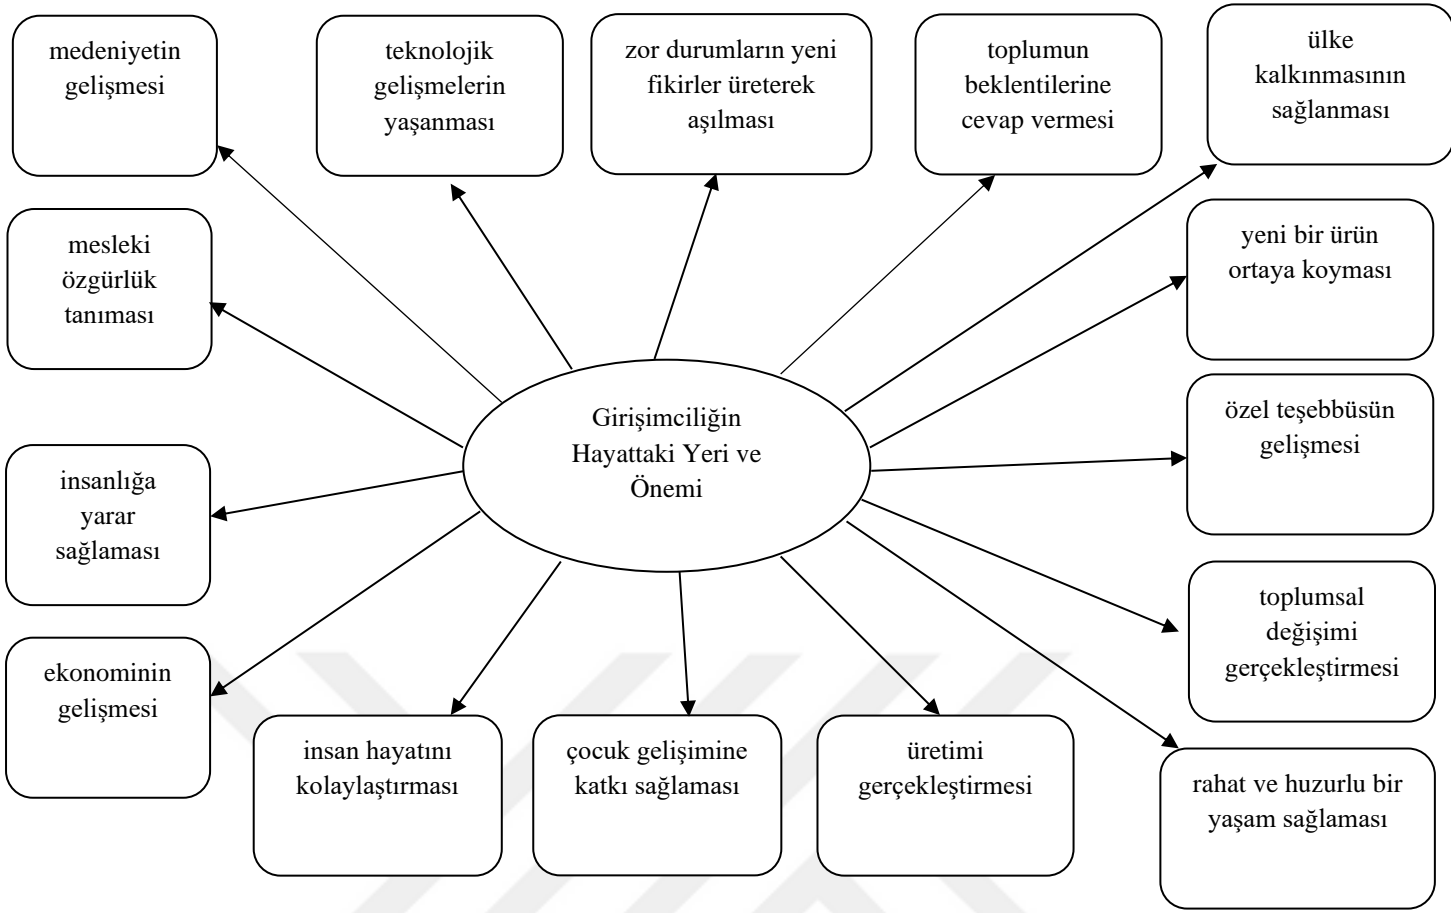 medeniyetin
gelişmesi
teknolojik
gelişmelerin
yaşanması
zor durumların yeni
fikirler üreterek
aşılması
toplumun
beklentilerine
cevap vermesi
ülke
kalkınmasının
sağlanması
mesleki
özgürlük
tanıması
yeni bir ürün
ortaya koyması
Girişimciliğin
Hayattaki Yeri ve
Önemi
özel teşebbüsün
gelişmesi
insanlığa
yarar
sağlaması
toplumsal
değişimi
gerçekleştirmesi
ekonominin
gelişmesi
insan hayatını
kolaylaştırması
çocuk gelişimine
katkı sağlaması
üretimi
gerçekleştirmesi
rahat ve huzurlu bir
yaşam sağlaması